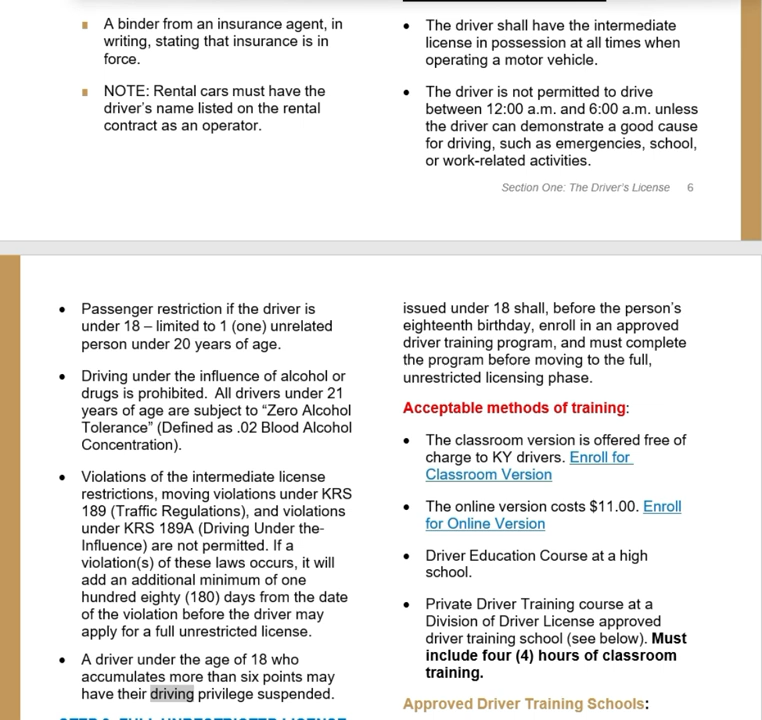 A binder from an insurance agent, in
writing, stating that insurance is in
force.
NOTE: Rental cars must have the
driver's name listed on the rental
contract as an operator.
• The driver shall have the intermediate
license in possession at all times when
operating a motor vehicle.
• The driver is not permitted to drive
between 12:00 a.m. and 6:00 a.m. unless
the driver can demonstrate a good cause
for driving, such as emergencies, school,
or work-related activities.
Section One: The Driver's License 6
• Passenger restriction if the driver is
under 18 – limited to 1 (one) unrelated
person under 20 years of age.
• Driving under the influence of alcohol or
drugs is prohibited. All drivers under 21
years of age are subject to "Zero Alcohol
Tolerance" (Defined as .02 Blood Alcohol
Concentration).
• Violations of the intermediate license
restrictions, moving violations under KRS
189 (Traffic Regulations), and violations
under KRS 189A (Driving Under the-
Influence) are not permitted. If a
violation(s) of these laws occurs, it will
add an additional minimum of one
hundred eighty (180) days from the date
of the violation before the driver may
apply for a full unrestricted license.
• A driver under the age of 18 who
accumulates more than six points may
have their driving privilege suspended.
issued under 18 shall, before the person's
eighteenth birthday, enroll in an approved
driver training program, and must complete
the program before moving to the full,
unrestricted licensing phase.
Acceptable methods of training:
• The classroom version is offered free of
charge to KY drivers. Enroll for
Classroom Version
• The online version costs $11.00. Enroll
for Online Version
• Driver Education Course at a high
school.
• Private Driver Training course at a
Division of Driver License approved
driver training school (see below). Must
include four (4) hours of classroom
training.
Approved Driver Training Schools: